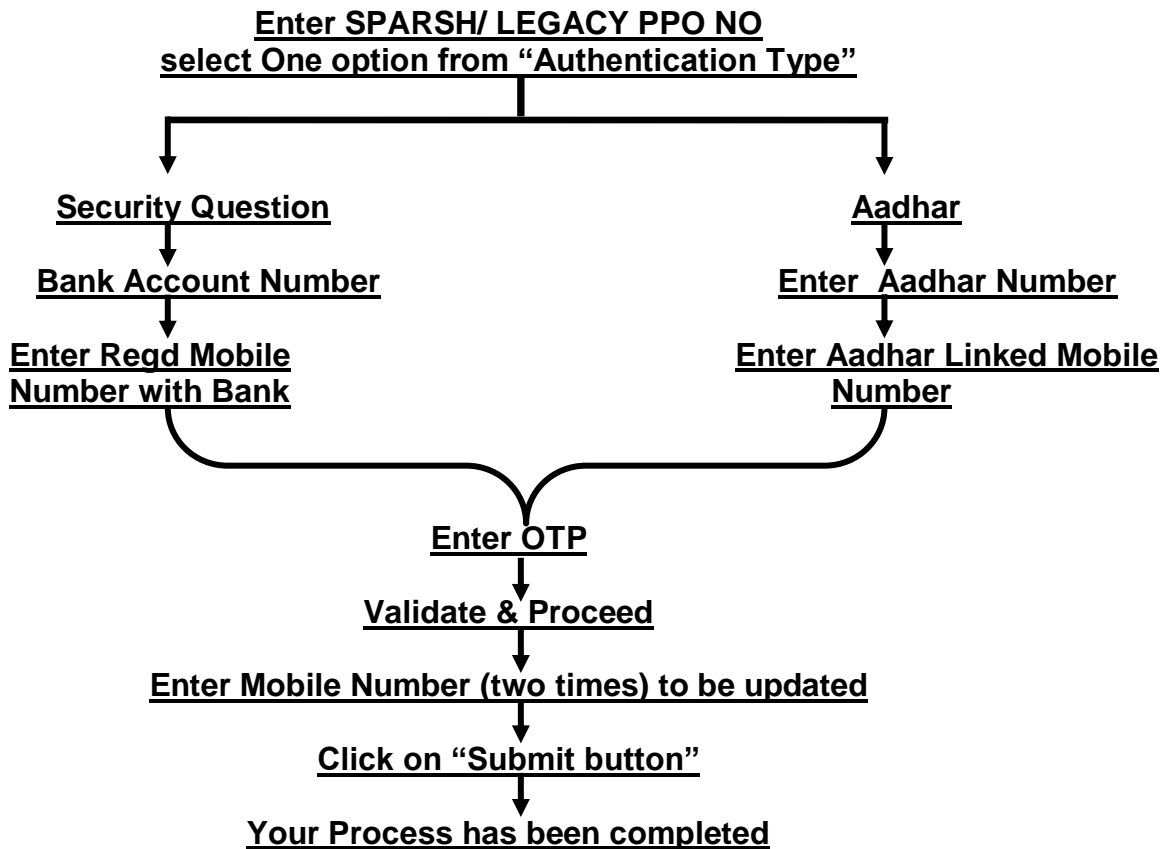 Enter SPARSH/ LEGACY PPO NO
select One option from “Authentication Type”
Security Question
Bank Account Number
Enter Regd Mobile
Number with Bank
Aadhar
Enter Aadhar Number
Enter Aadhar Linked Mobile
Number
Enter OTP
Validate & Proceed
Enter Mobile Number (two times) to be updated
Click on “Submit button”
Your Process has been completed